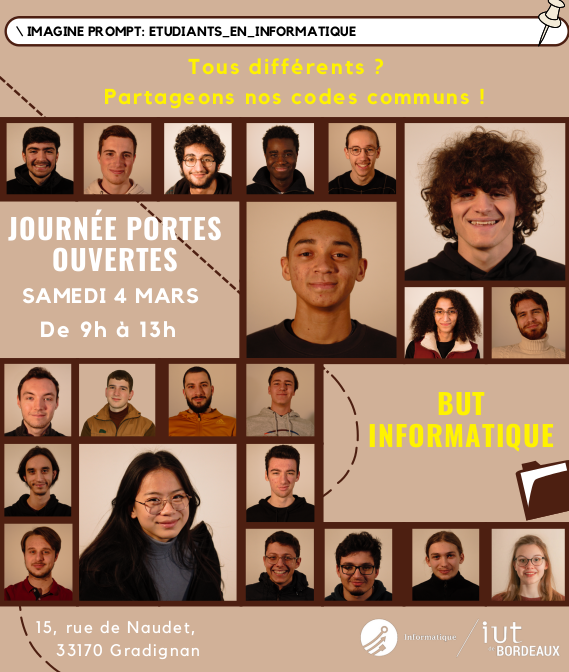 \ IMAGINE PROMPT: ETUDIANTS_EN_INFORMATIQUE
Tous différents ?
Partageons nos codes communs !
JOURNÉE PORTES
OUVERTES
SAMEDI 4 MARS
De 9h à 13h
BUT
INFORMATIQUE
15, rue de Naudet,
33170 Gradignan
Informatique
iut
de BORDEAUX